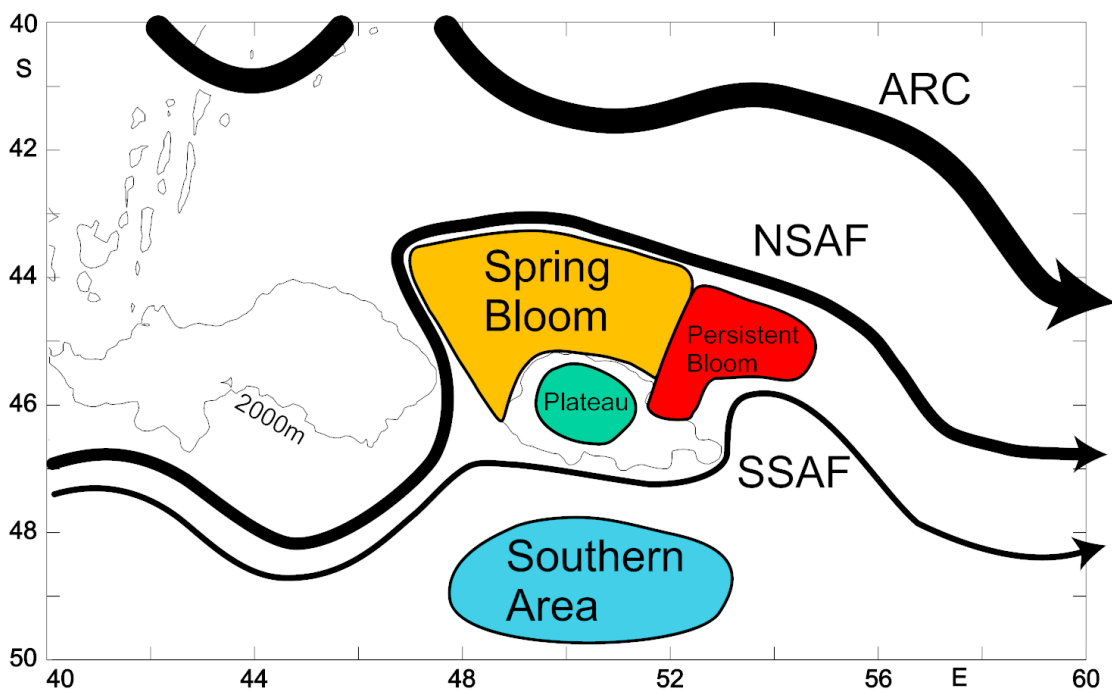 40
S
ARC
42
NSAF
44
Spring
Bloom
Persistent
Bloom
Plateau
46
2000m
SSAF
48
Southern
Area
50
40
44
48
52
56
E
60